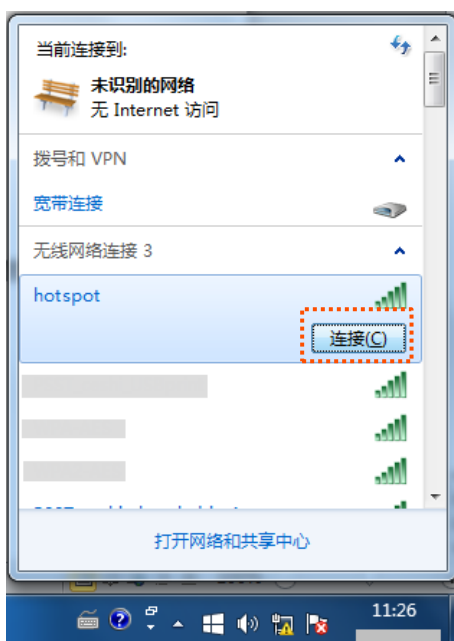 当前连接到:
未识别的网络
无 Internet 访问
拨号和 VPN
宽带连接
无线网络连接 3
hotspot
连接(C)
打开网络和共享中心
11:26